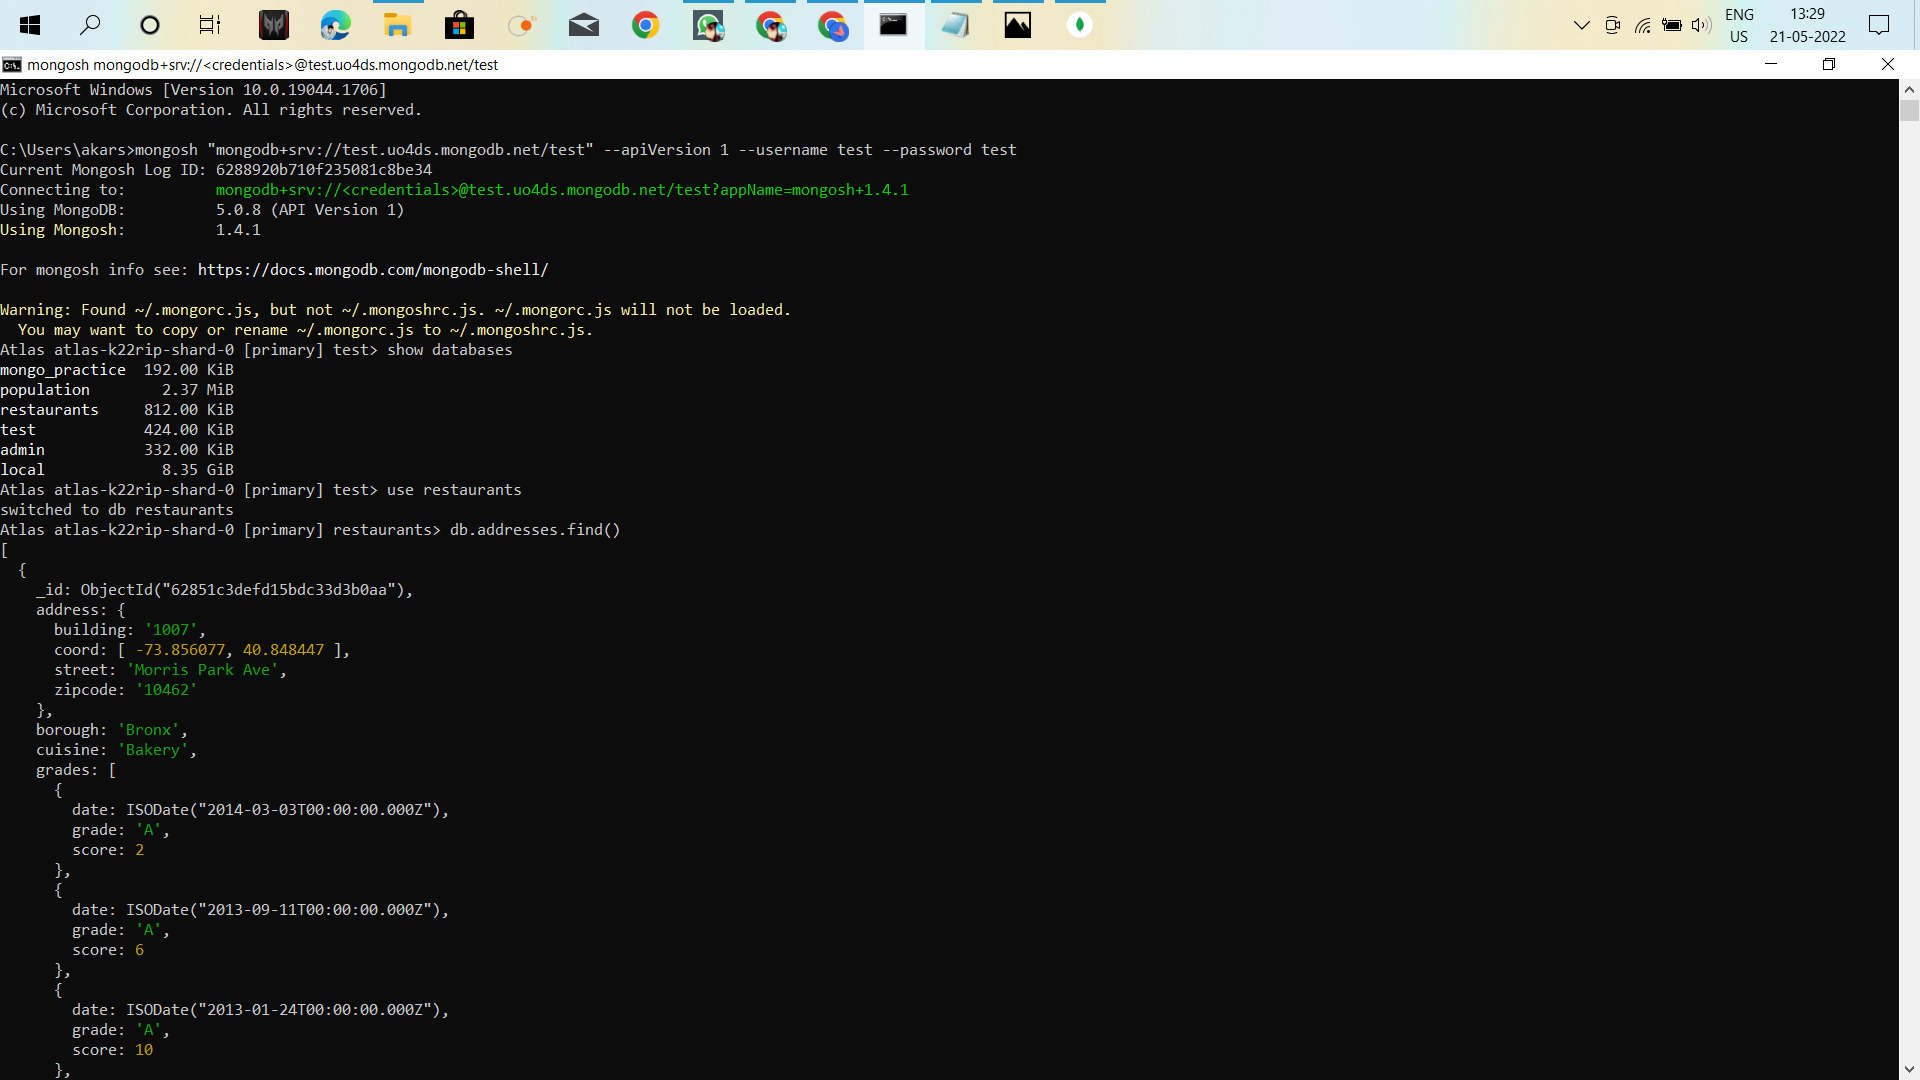 ENG
US
13:29
21-05-2022
mongosh mongodb+srv://<credentials>@test.uo4ds.mongodb.net/test
Microsoft Windows [Version 10.0.19044.1706]
(c) Microsoft Corporation. All rights reserved.
C:\Users\akars>mongosh "mongodb+srv://test.uo4ds.mongodb.net/test" --apiVersion 1 --username test --password test
Current Mongosh Log ID: 6288920b710f235081c8be34
Connecting to:          mongodb+srv://<credentials>@test.uo4ds.mongodb.net/test?appName=mongosh+1.4.1
Using MongoDB:          5.0.8 (API Version 1)
Using Mongosh:          1.4.1
For mongosh info see: https://docs.mongodb.com/mongodb-shell/
Warning: Found ~/.mongorc.js, but not ~/.mongoshrc.js. ~/.mongorc.js will not be loaded.
  You may want to copy or rename ~/.mongorc.js to ~/.mongoshrc.js.
Atlas atlas-k22rip-shard-0 [primary] test> show databases
mongo_practice  192.00 KiB
population        2.37 MiB
restaurants     812.00 KiB
test            424.00 KiB
admin           332.00 KiB
local             8.35 GiB
Atlas atlas-k22rip-shard-0 [primary] test> use restaurants
switched to db restaurants
Atlas atlas-k22rip-shard-0 [primary] restaurants> db.addresses.find()
[
  {
    _id: ObjectId("62851c3defd15bdc33d3b0aa"),
    address: {
      building: '1007',
      coord: [ -73.856077, 40.848447 ],
      street: 'Morris Park Ave',
      zipcode: '10462'
    },
    borough: 'Bronx',
    cuisine: 'Bakery',
    grades: [
      {
        date: ISODate("2014-03-03T00:00:00.000Z"),
        grade: 'A',
        score: 2
      },
      {
        date: ISODate("2013-09-11T00:00:00.000Z"),
        grade: 'A',
        score: 6
      },
      {
        date: ISODate("2013-01-24T00:00:00.000Z"),
        grade: 'A',
        score: 10
      },